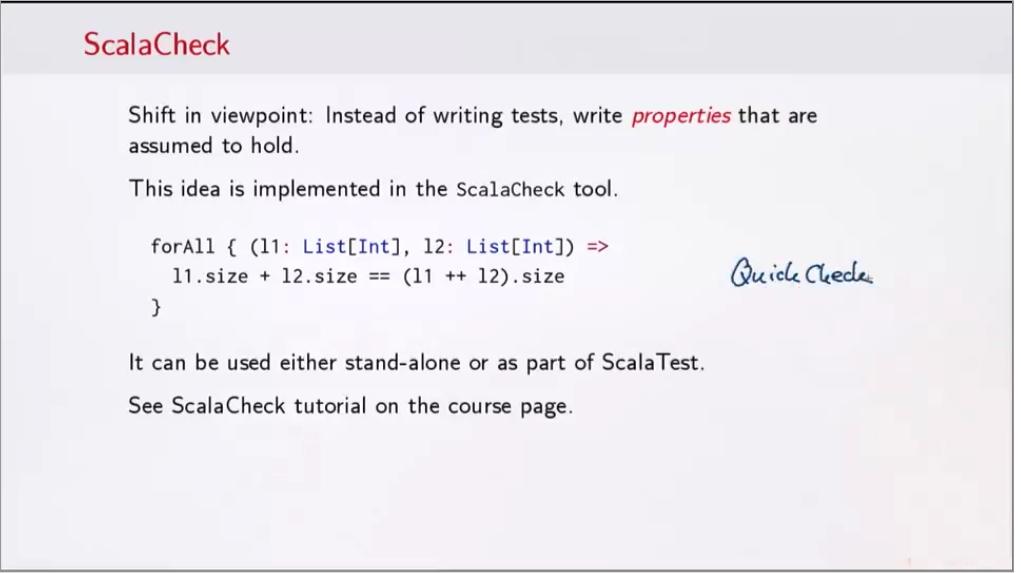 ScalaCheck
Shift in viewpoint: Instead of writing tests, write properties that are
assumed to hold.
This idea is implemented in the ScalaCheck tool.
forAll { (l1: List[Int], l2: List[Int]) =>
l1.size + l2.size == (l1 ++ l2).size
}
QuickCheck
It can be used either stand-alone or as part of ScalaTest.
See ScalaCheck tutorial on the course page.